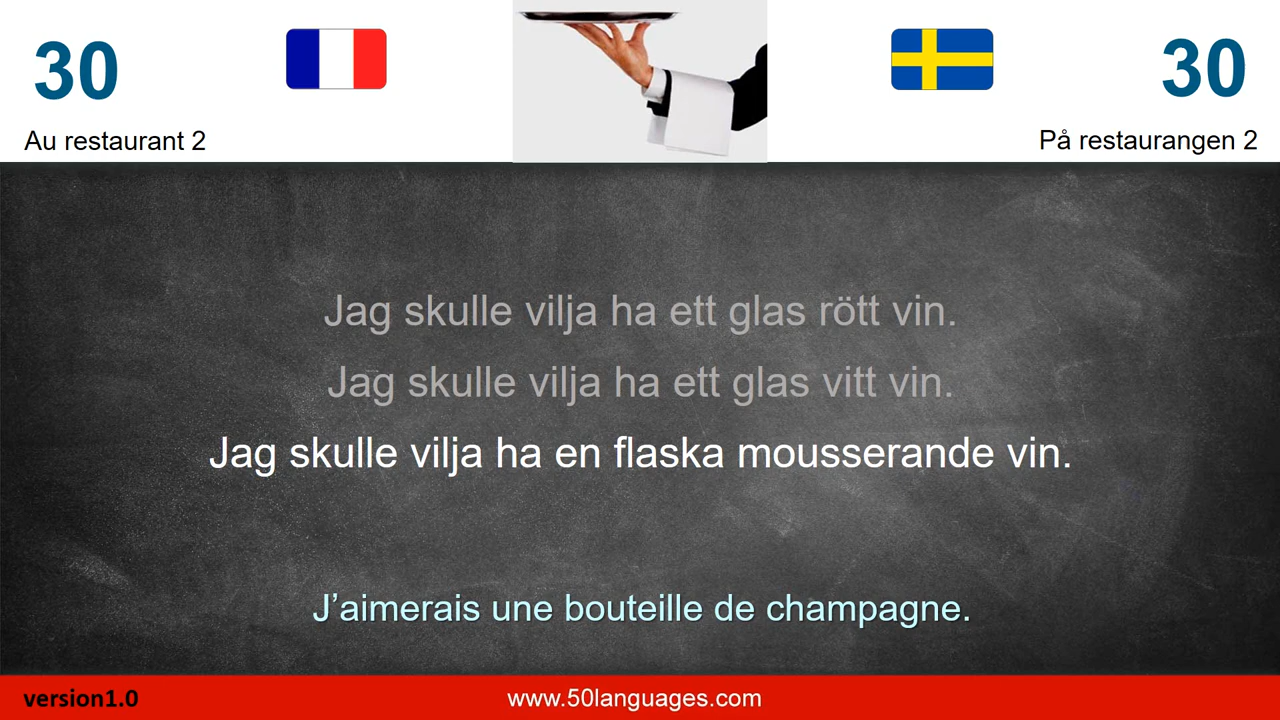 30
30
Au restaurant 2
På restaurangen 2
Jag skulle vilja ha ett glas rött vin.
Jag skulle vilja ha ett glas vitt vin.
Jag skulle vilja ha en flaska mousserande vin.
J’aimerais une bouteille de champagne.
version1.0
www.50languages.com